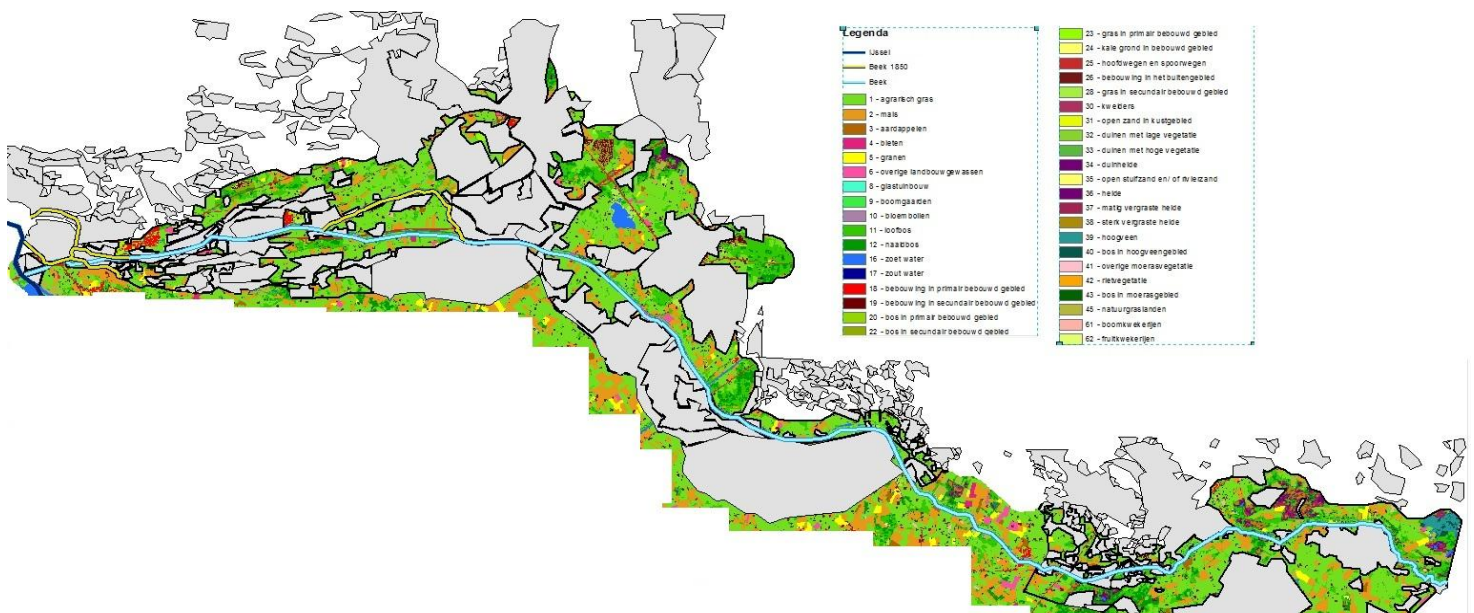 Legenda
IJssel
Beek 1850
Beek
1 - agrarisch gras
2 - mais
3 - aardappelen
4 - bieten
5 - granen
6 - overige landbouwgewassen
8 - glastuinbouw
9 - boomgaarden
10 - bloembollen
11 - loofbos
12 - naaldbos
16 - zoet water
17 - zout water
18 - bebouwing in primair bebouwd gebied
19 - bebouwing in secundair bebouwd gebied
20 - bos in primair bebouwd gebied
22 - bos in secundair bebouwd gebied
23 - gras in primair bebouwd gebied
24 - kale grond in bebouwd gebied
25 - hoofdwegen en spoorwegen
26 - bebouwing in het buitengebied
28 - gras in secundair bebouwd gebied
30 - kwelders
31 - open zand in kustgebied
32 - duinen met lage vegetatie
33 - duinen met hoge vegetatie
34 - duinheide
35 - open stuifzand en/ of rivierzand
36 - heide
37 - matig vergraste heide
38 - sterk vergraste heide
39 - hoogveen
40 - bos in hoogveengebied
41 - overige moerasvegetatie
42 - rietvegetatie
43 - bos in moerasgebied
45 - natuurgraslanden
61 - boomkwekerijen
62 - fruitkwekerijen